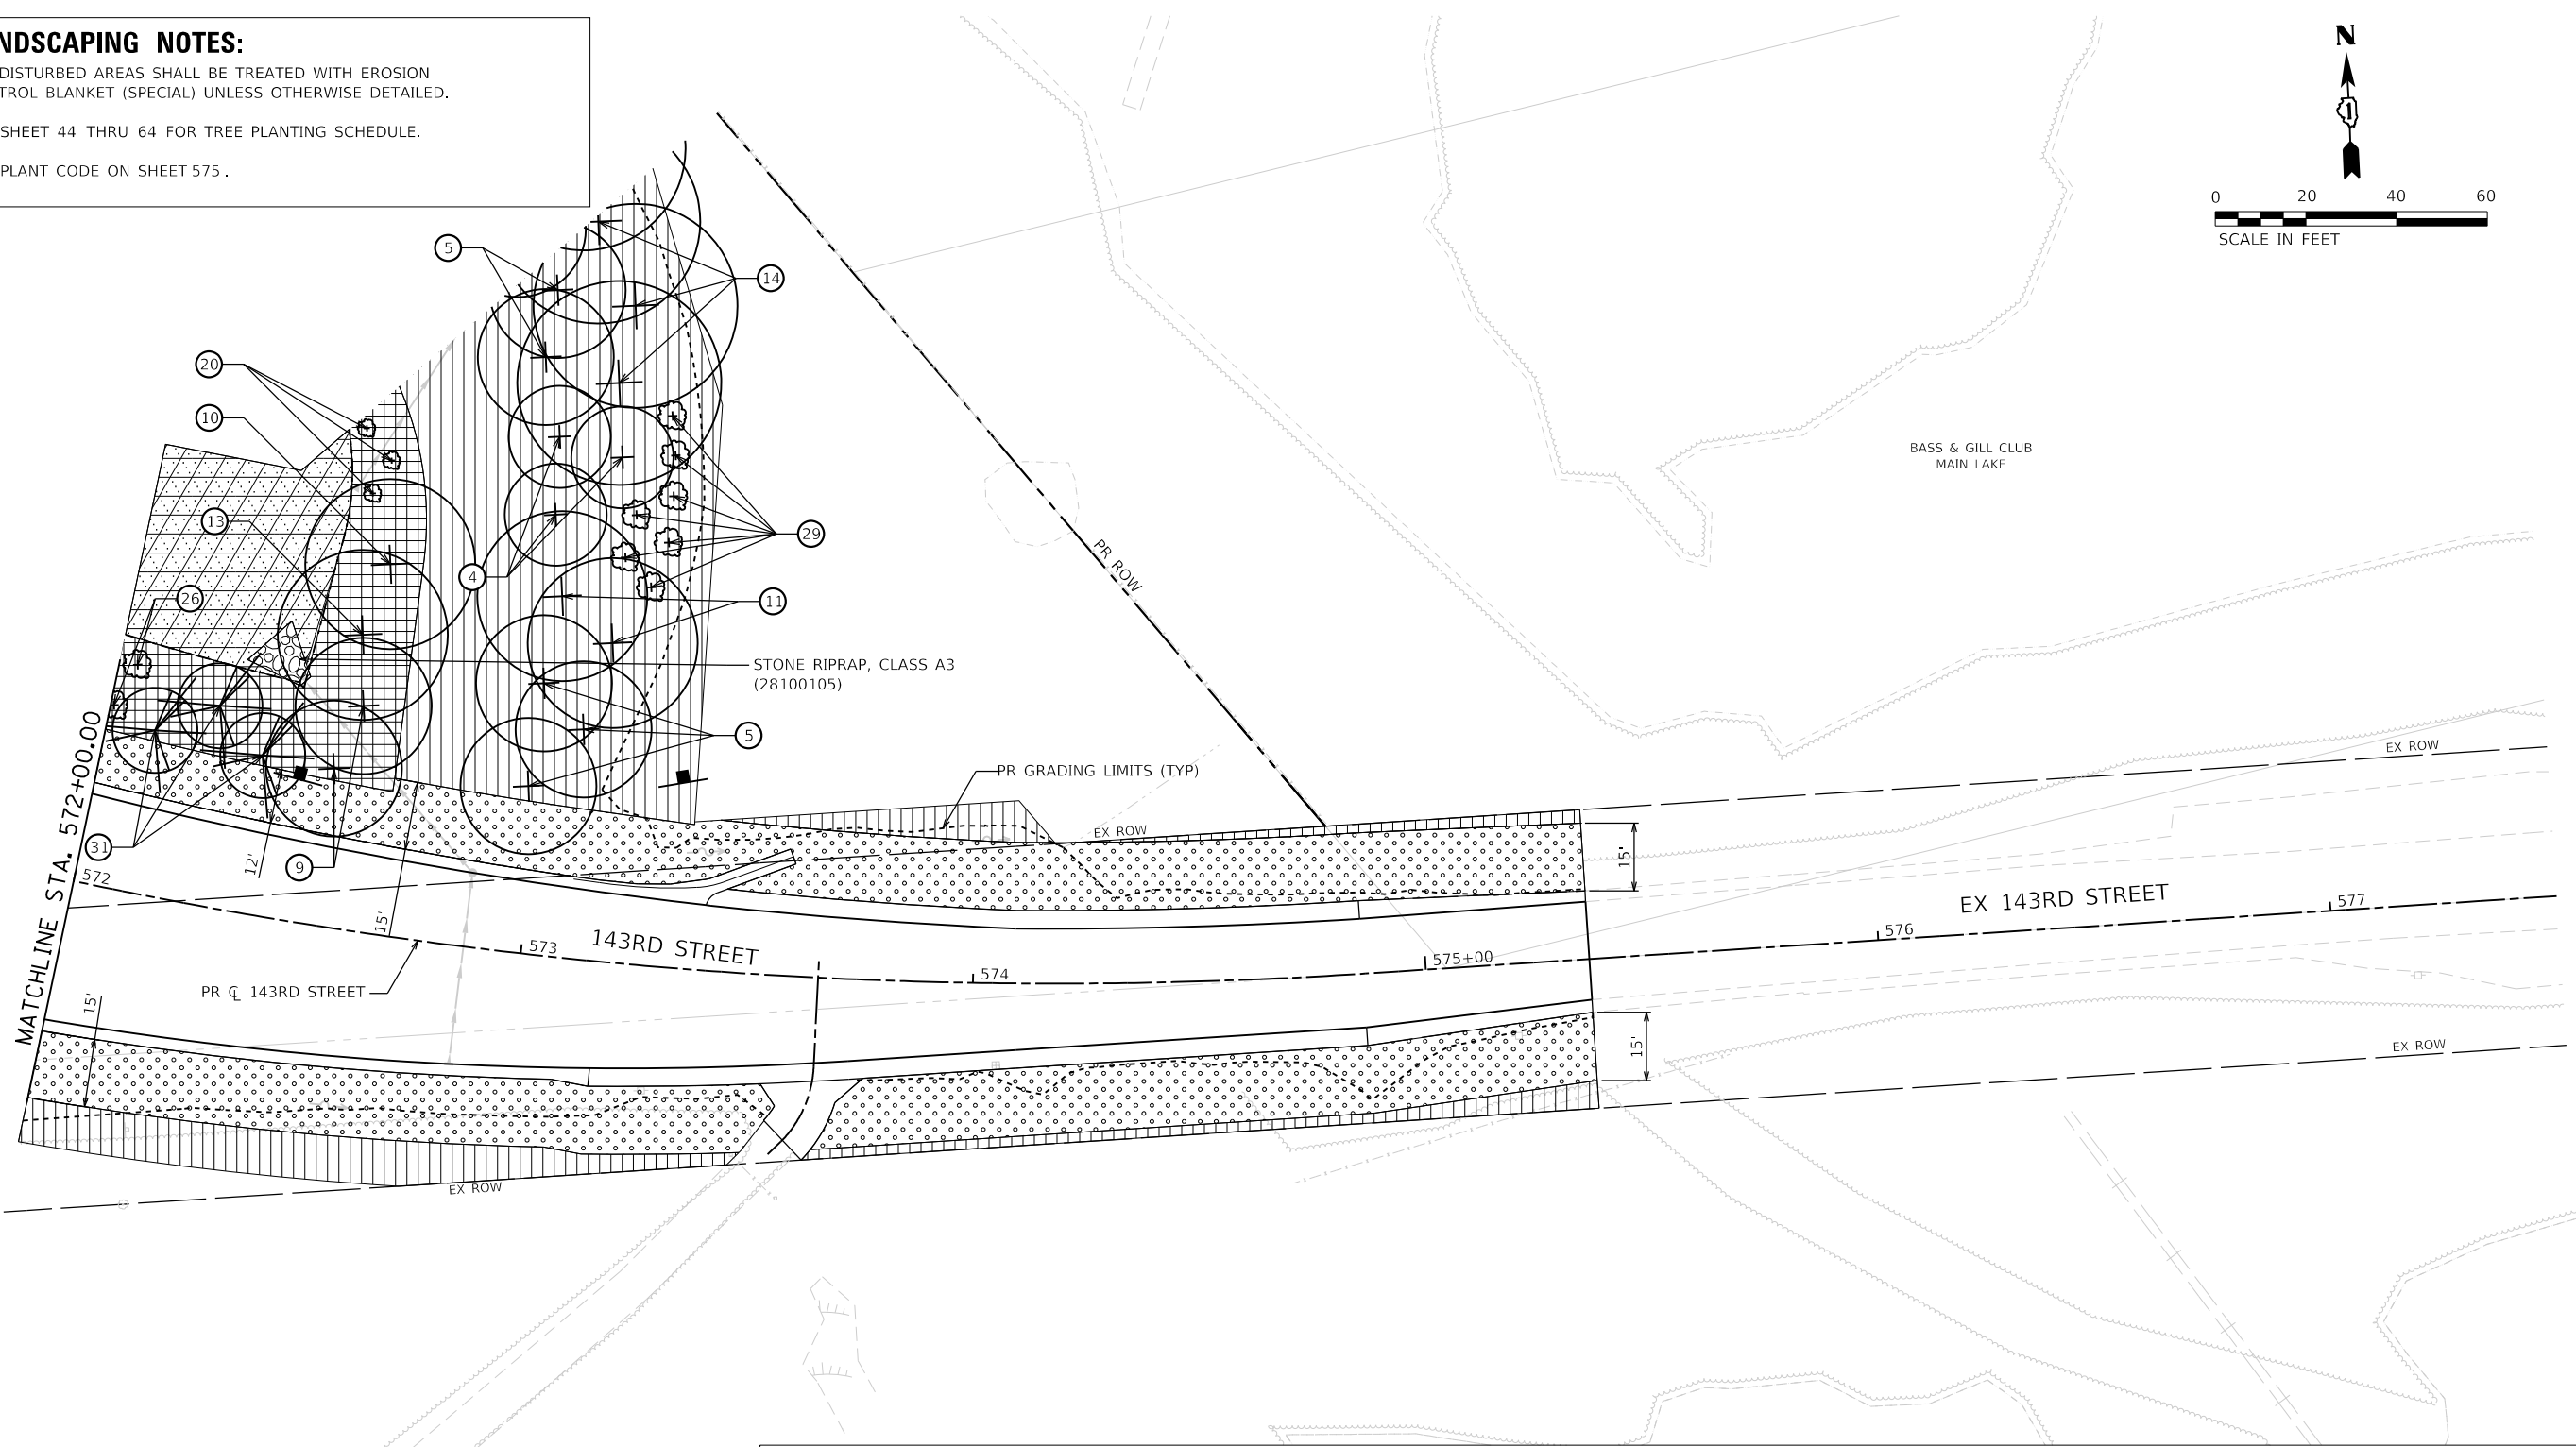 NDSCAPING NOTES:
DISTURBED AREAS SHALL BE TREATED WITH EROSION
TROL BLANKET (SPECIAL) UNLESS OTHERWISE DETAILED.
SHEET 44 THRU 64 FOR TREE PLANTING SCHEDULE.
PLANT CODE ON SHEET 575.
N
1
0 20 40 60
SCALE IN FEET
5
14
20
10
13
26
4
29
11
STONE RIPRAP, CLASS A3
(28100105)
5
31
9
12'
15'
BASS & GILL CLUB
MAIN LAKE
PR ROW
PR GRADING LIMITS (TYP)
EX ROW
EX ROW
15'
MATCHLINE STA. 572+00.00
572
573
143RD STREET
574
575+00
576
EX 143RD STREET
577
PR ℄ 143RD STREET
15'
15'
EX ROW
EX ROW